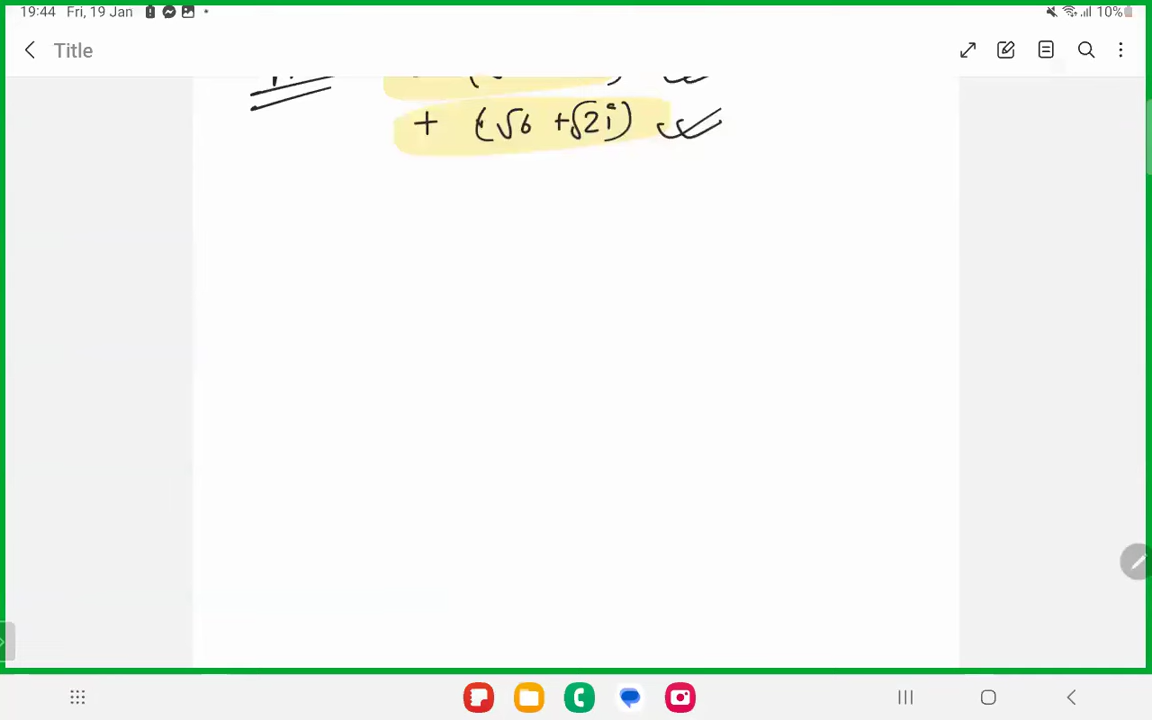 19:44 Fri, 19 Jan
10%
Title
+ (√6 +√2i)